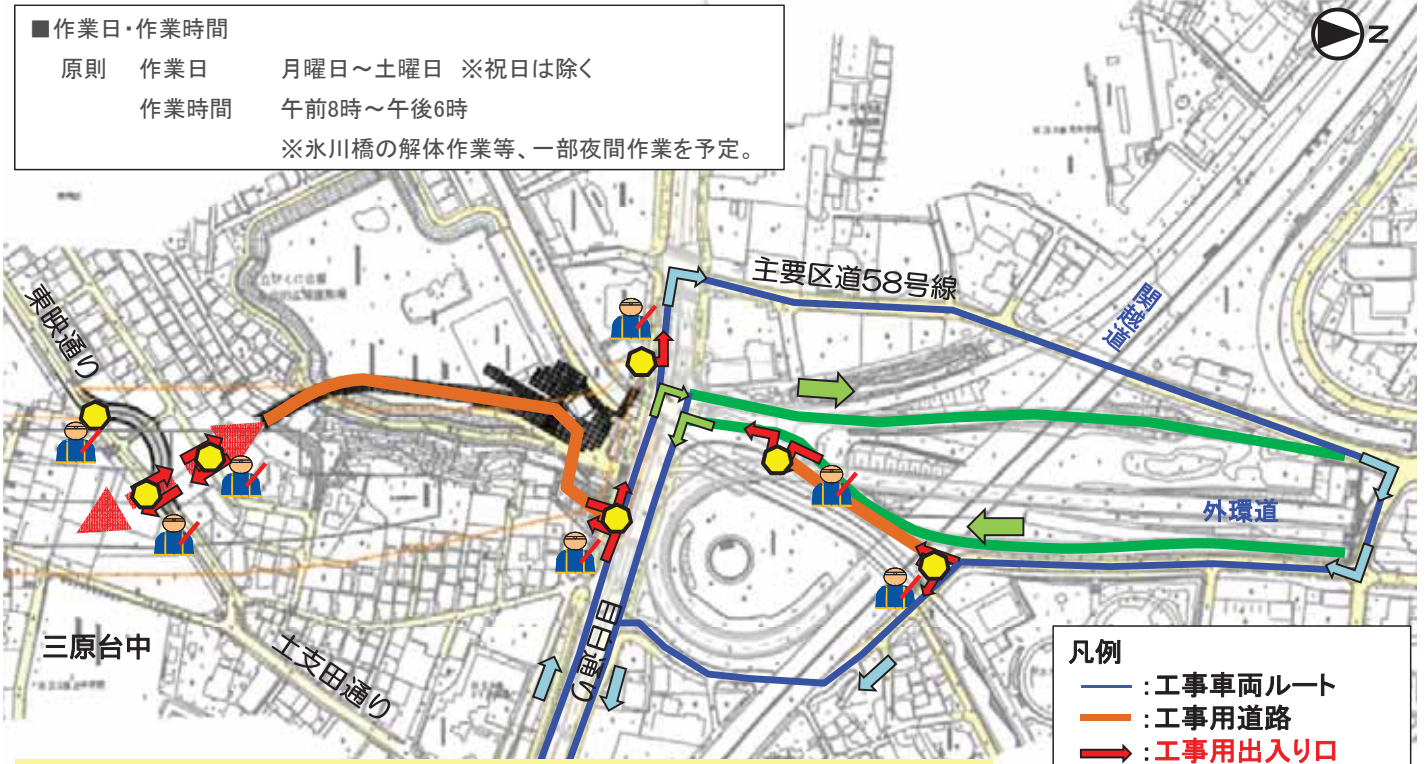 ■作業日・作業時間
原則 作業日 月曜日～土曜日 ※祝日は除く
作業時間 午前8時～午後6時
※氷川橋の解体作業等、一部夜間作業を予定。
N
主要区道58号線
関越道
東映通り
外環道
目白通り
三原台中
土支田通り
凡例
：工事車両ルート
：工事用道路
：工事用出入り口